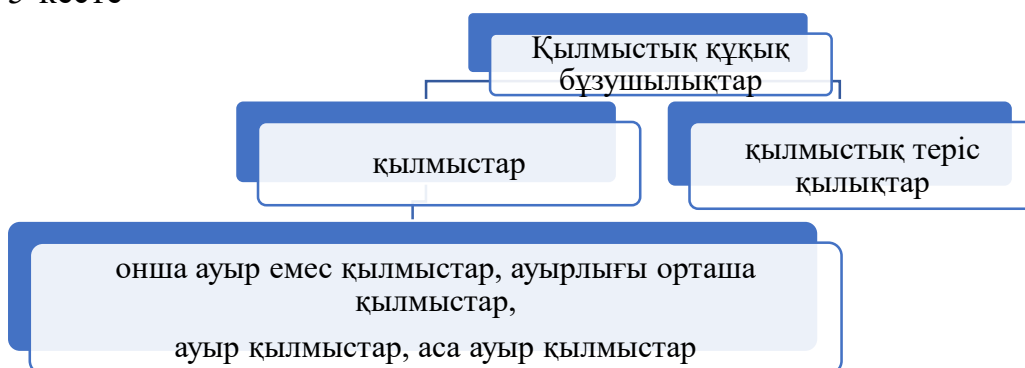 Қылмыстық құқық
бұзушылықтар
қылмыстар
қылмыстық теріс
қылықтар
онша ауыр емес қылмыстар, ауырлығы орташа
қылмыстар,
ауыр қылмыстар, аса ауыр қылмыстар